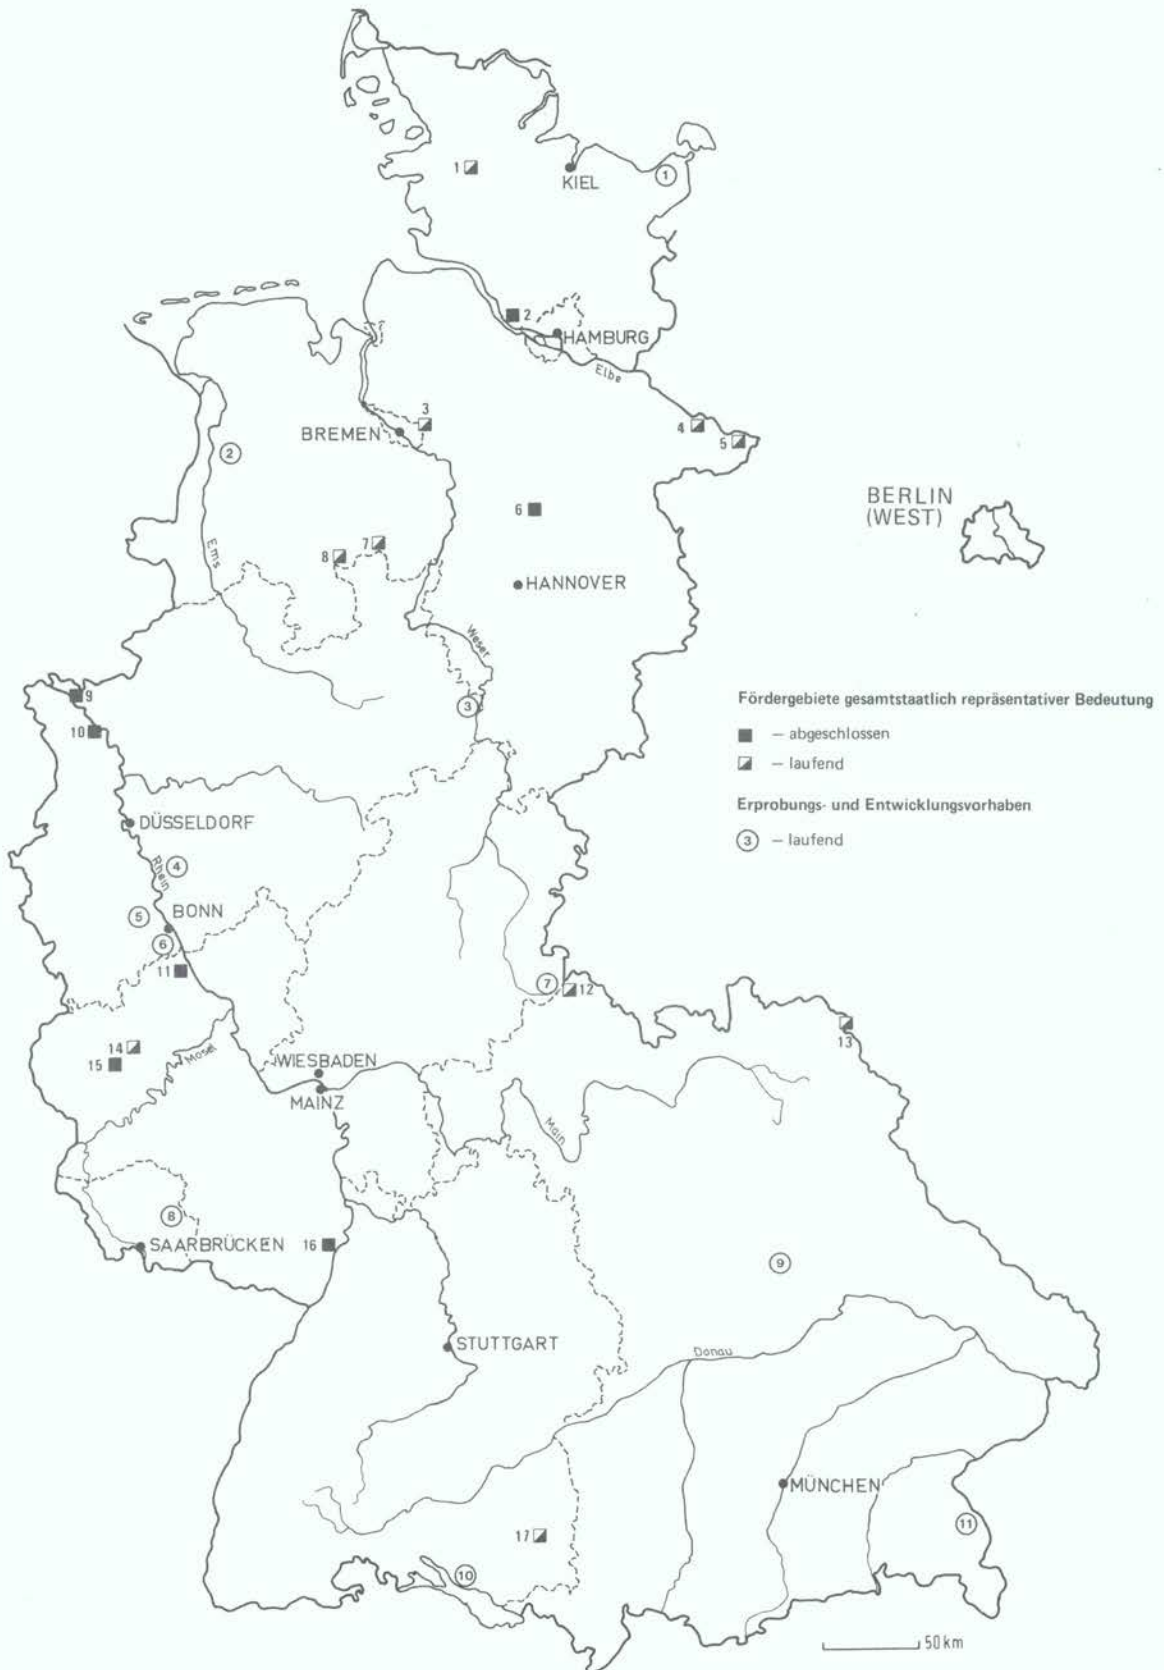 1
KIEL
1
2
HAMBURG
Elbe
3
BREMEN
4
5
2
BERLIN
(WEST)
6
Ems
8
7
HANNOVER
Weser
9
3
10
Fördergebiete gesamtstaatlich repräsentativer Bedeutung
— abgeschlossen
— laufend
Erprobungs- und Entwicklungsvorhaben
3 — laufend
DÜSSELDORF
Rhein
4
5
BONN
6
11
7
12
13
14
15
Mosel
WIESBADEN
MAINZ
Main
8
SAARBRÜCKEN
16
9
STUTTGART
Donau
MÜNCHEN
17
11
10
50 km